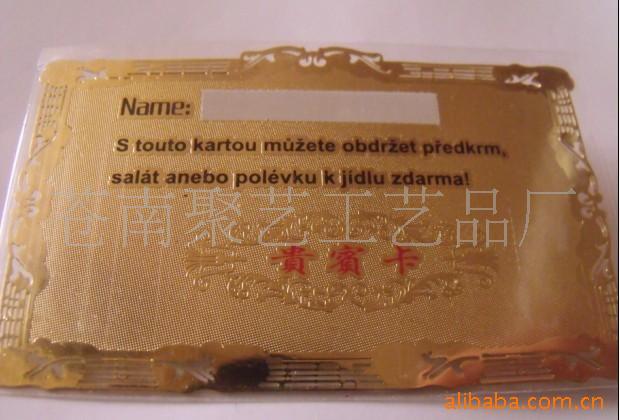 Name:
S touto kartou můžete obdržet předkrm,
salát anebo polévku k jídlu zdarma!
苍南聚艺工艺品厂
貴賓卡
alibaba.com.cn